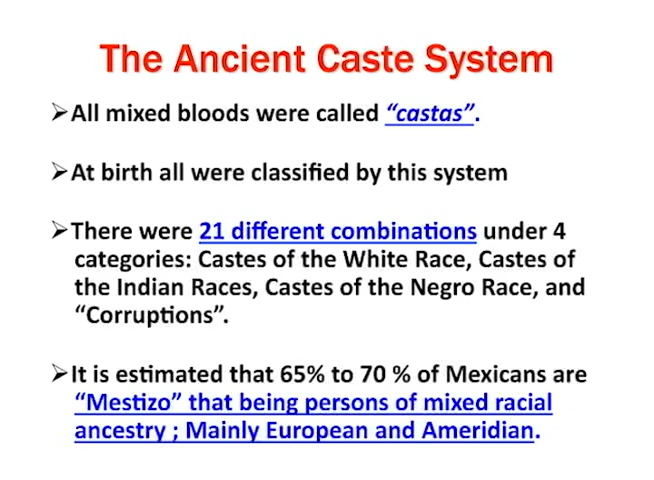 The Ancient Caste System
➢All mixed bloods were called “castas”.
➢At birth all were classified by this system
➢There were 21 different combinations under 4
categories: Castes of the White Race, Castes of
the Indian Races, Castes of the Negro Race, and
“Corruptions”.
➢It is estimated that 65% to 70 % of Mexicans are
“Mestizo” that being persons of mixed racial
ancestry ; Mainly European and Ameridian.